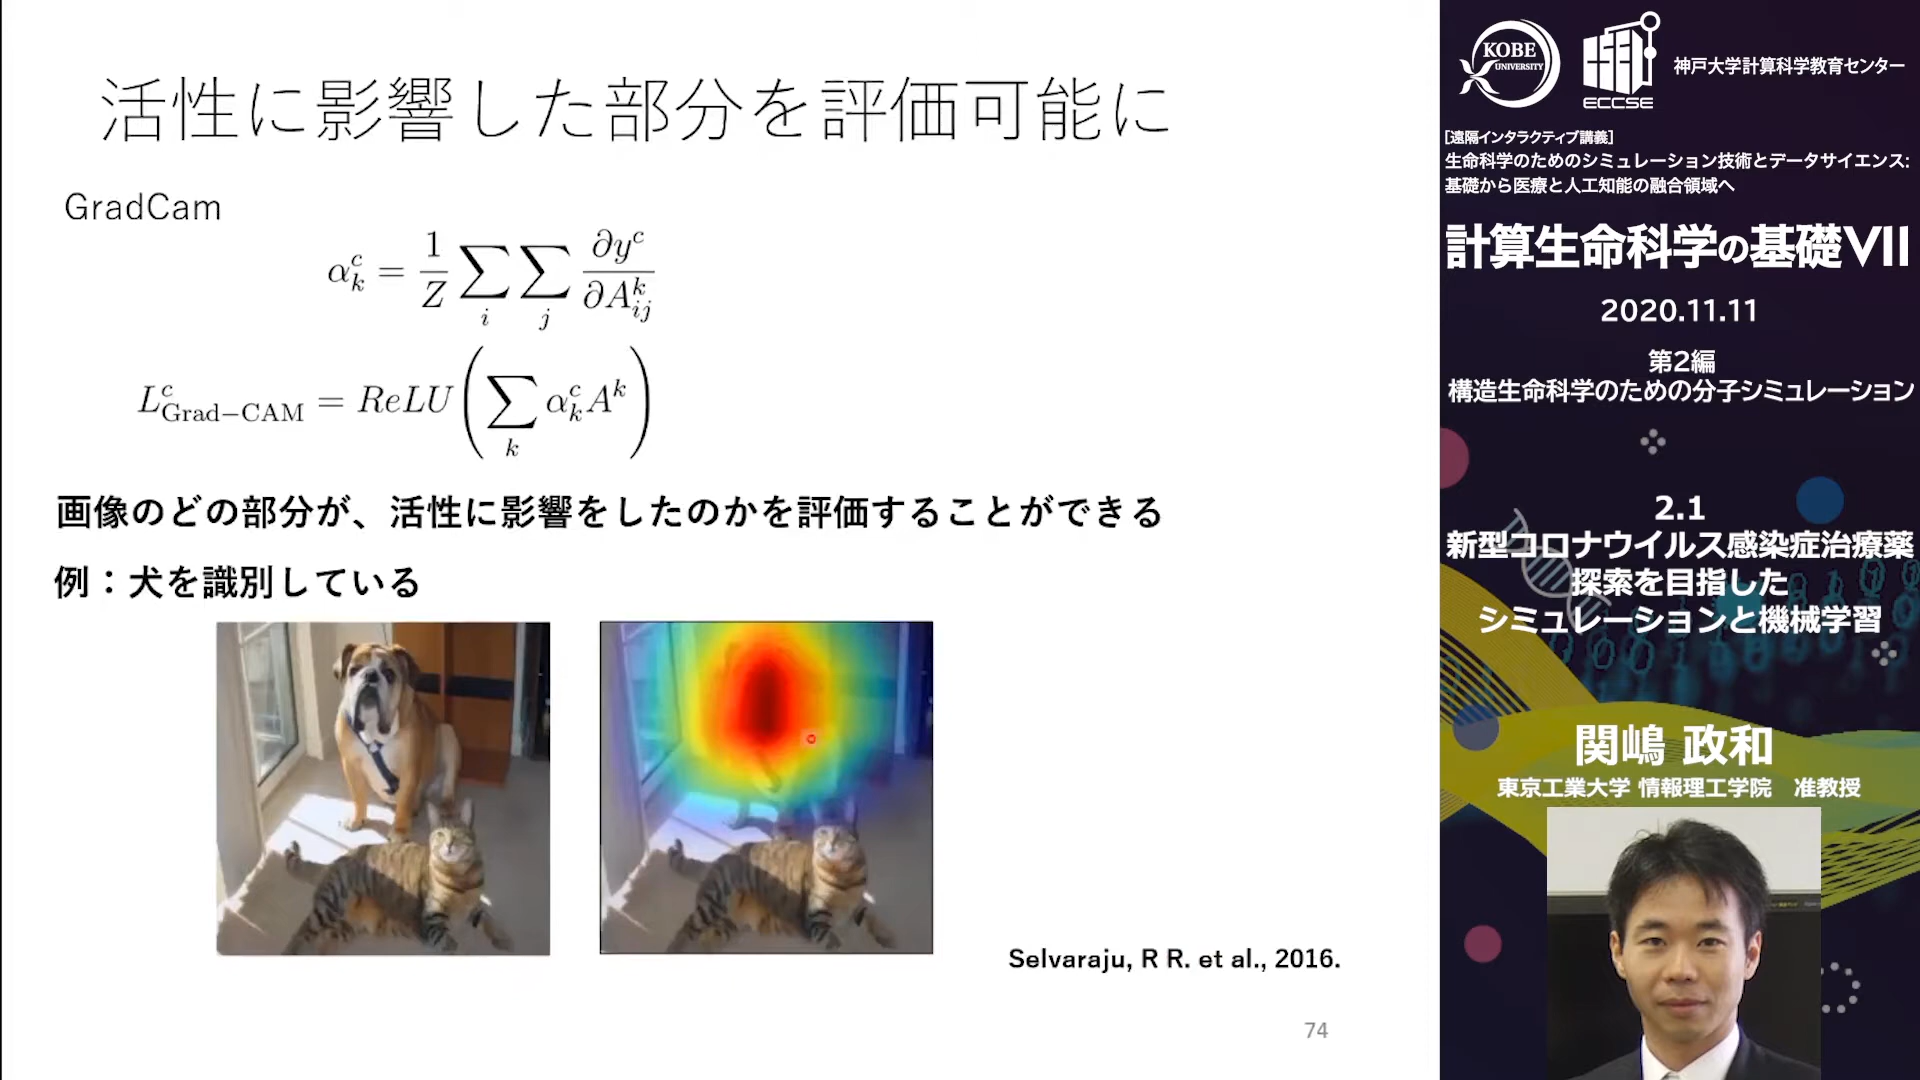 活性に影響した部分を評価可能に
GradCam
α_k^c = 1/Z ∑_i ∑_j ∂y^c/∂A_{ij}^k
L_{Grad−CAM}^c = ReLU(∑_k α_k^c A^k)
画像のどの部分が、活性に影響をしたのかを評価することができる
例：犬を識別している
Selvaraju, R R. et al., 2016.
74
KOBE
UNIVERSITY
ECCSE
神戸大学計算科学教育センター
[遠隔インタラクティブ講義]
生命科学のためのシミュレーション技術とデータサイエンス:
基礎から医療と人工知能の融合領域へ
計算生命科学の基礎VII
2020.11.11
第2編
構造生命科学のための分子シミュレーション
2.1
新型コロナウイルス感染症治療薬
探索を目指した
シミュレーションと機械学習
関嶋 政和
東京工業大学 情報理工学院　准教授